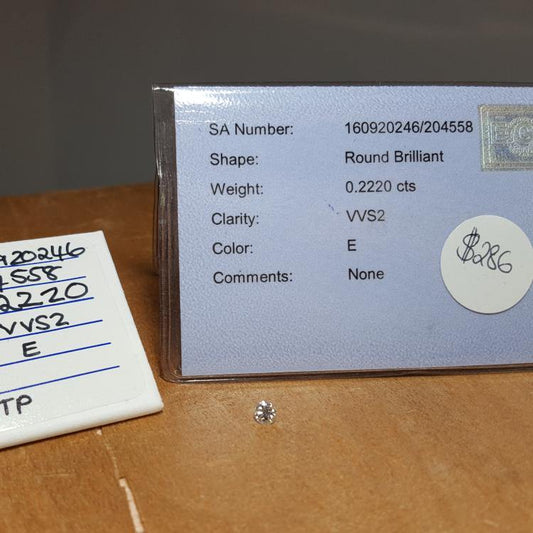 SA Number: 160920246/204558
Shape: Round Brilliant
Weight: 0.2220 cts
Clarity: VVS2
Color: E
Comments: None
$286
920246
4558
2220
VVS2
E
TP